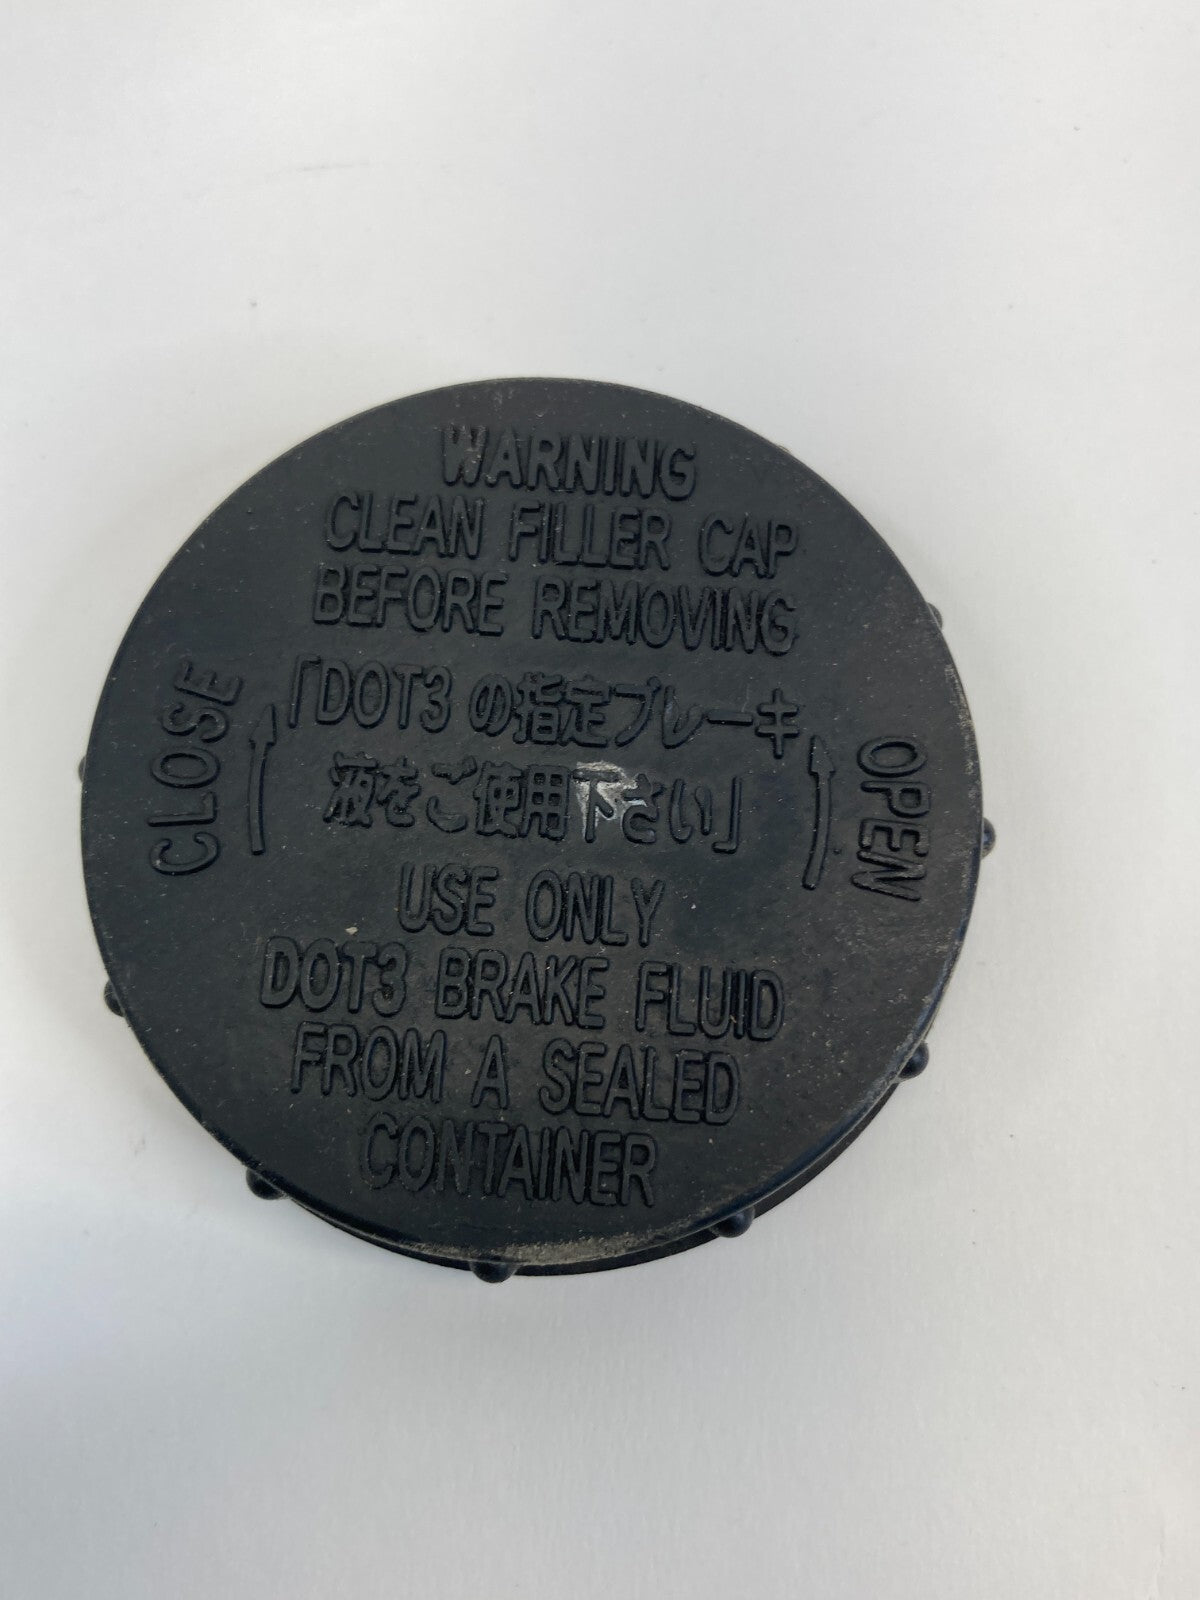 WARNING
CLEAN FILLER CAP
BEFORE REMOVING
「DOT3 の指定ブレーキ
液をご使用下さい」
CLOSE
OPEN
USE ONLY
DOT3 BRAKE FLUID
FROM A SEALED
CONTAINER